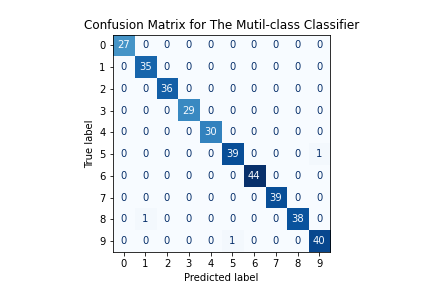 Confusion Matrix for The Mutil-class Classifier
True label
0 27 0 0 0 0 0 0 0 0 0
1 0 35 0 0 0 0 0 0 0 0
2 0 0 36 0 0 0 0 0 0 0
3 0 0 0 29 0 0 0 0 0 0
4 0 0 0 0 30 0 0 0 0 0
5 0 0 0 0 0 39 0 0 0 1
6 0 0 0 0 0 0 44 0 0 0
7 0 0 0 0 0 0 0 39 0 0
8 0 1 0 0 0 0 0 0 38 0
9 0 0 0 0 0 1 0 0 0 40
0 1 2 3 4 5 6 7 8 9
Predicted label